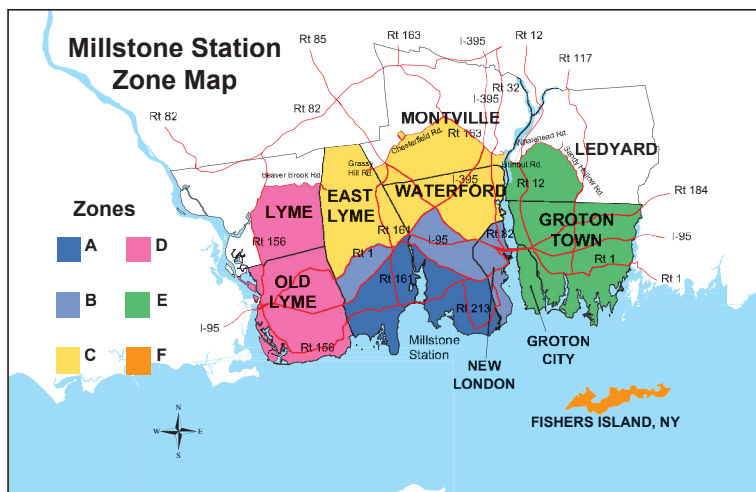 Millstone Station
Zone Map
Rt 85
Rt 163
I-395
Rt 12
Rt 117
Rt 82
Rt 82
I-395
Rt 32
MONTVILLE
Rt 163
Chesterfield Rd.
Whalehead Rd.
LEDYARD
Grassy
Hill Rd.
Beaver Brook Rd.
I-395
Rt 12
Sandy Hollow Rd.
Rt 184
WATERFORD
EAST
LYME
LYME
Zones
A
D
B
E
C
F
GROTON
TOWN
Rt 156
Rt 161
I-95
Rt 32
I-95
Rt 1
Rt 1
Rt 1
OLD
LYME
Rt 161
Rt 213
I-95
Rt 156
Millstone
Station
GROTON
CITY
NEW
LONDON
FISHERS ISLAND, NY
N
W
E
S